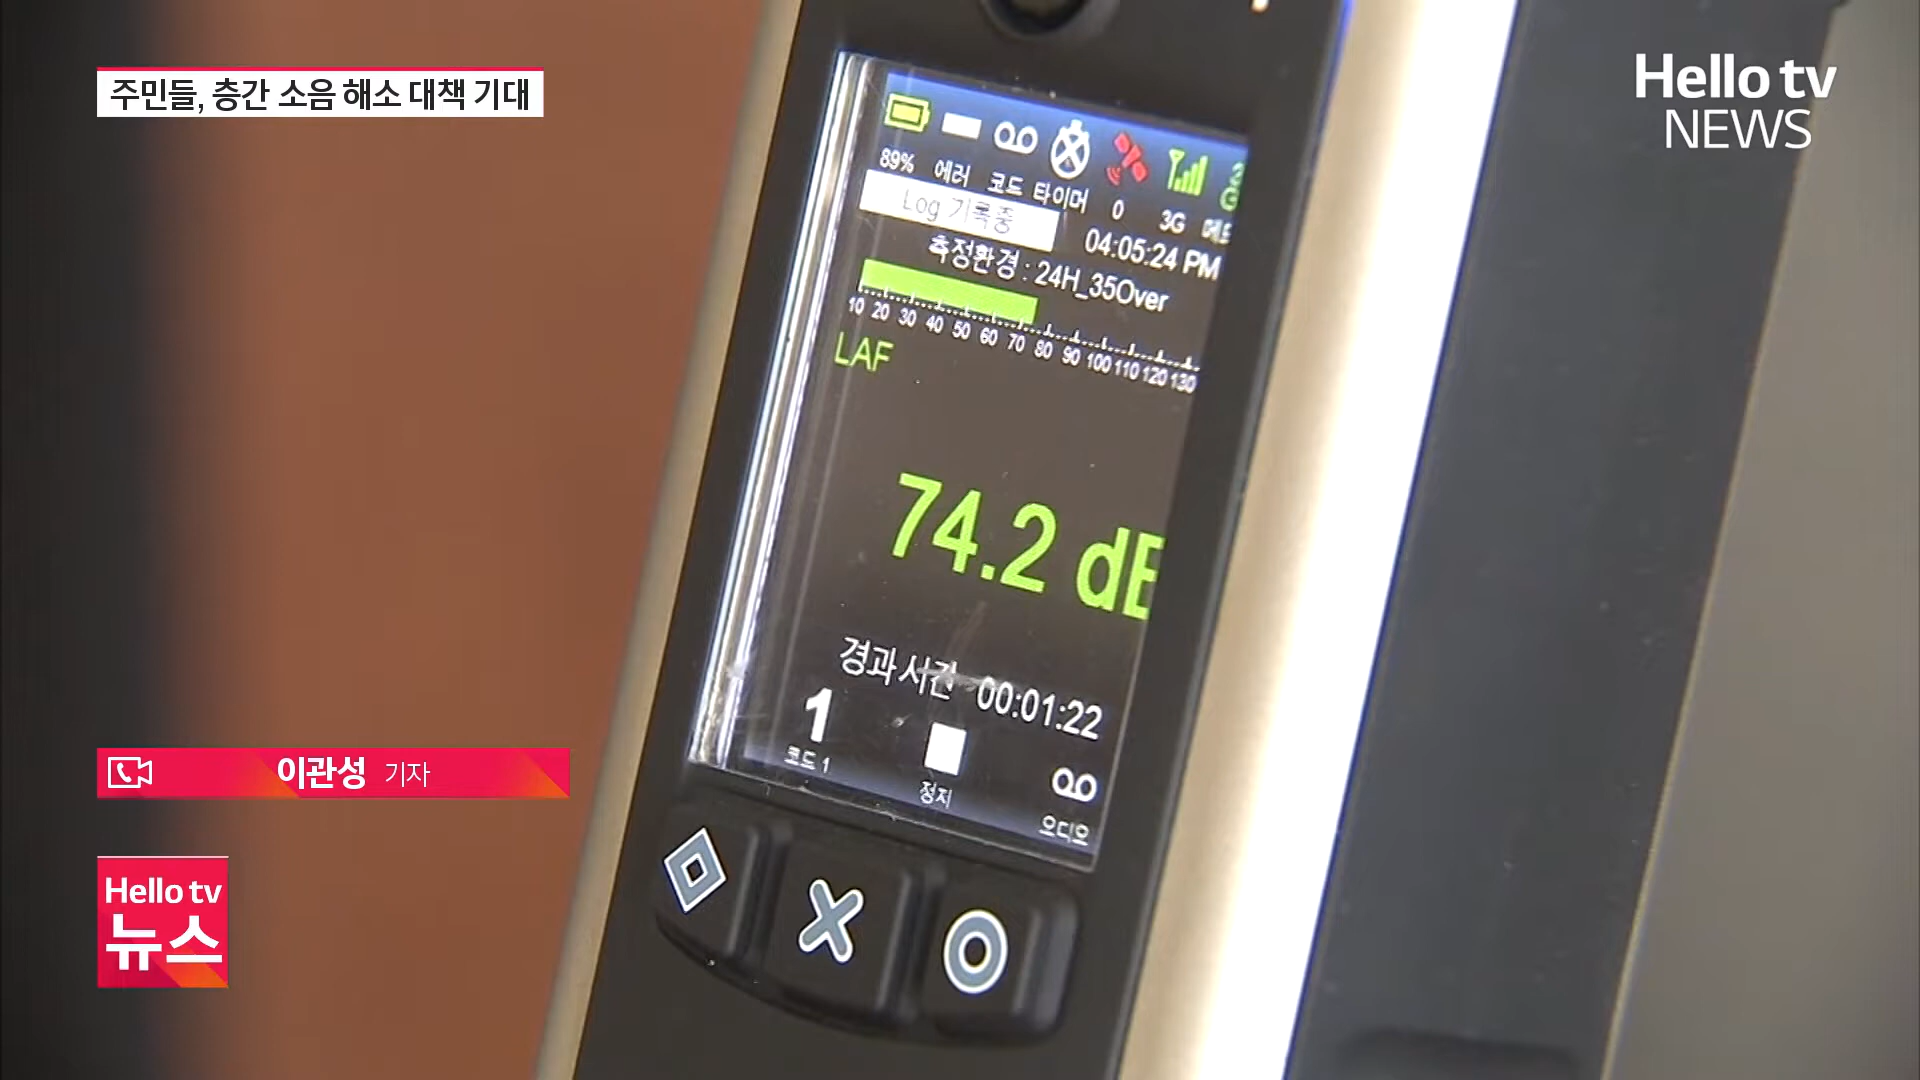 주민들, 층간 소음 해소 대책 기대
Hello tv
NEWS
89% 에러 코드 타이머 0 3G
Log 기록중
04:05:24 PM
측정환경 : 24H_35Over
10 20 30 40 50 60 70 80 90 100 110 120 130
LAF
74.2 dB
경과시간 00:01:22
1
코드 1 정지 오디오
이관성 기자
Hello tv
뉴스